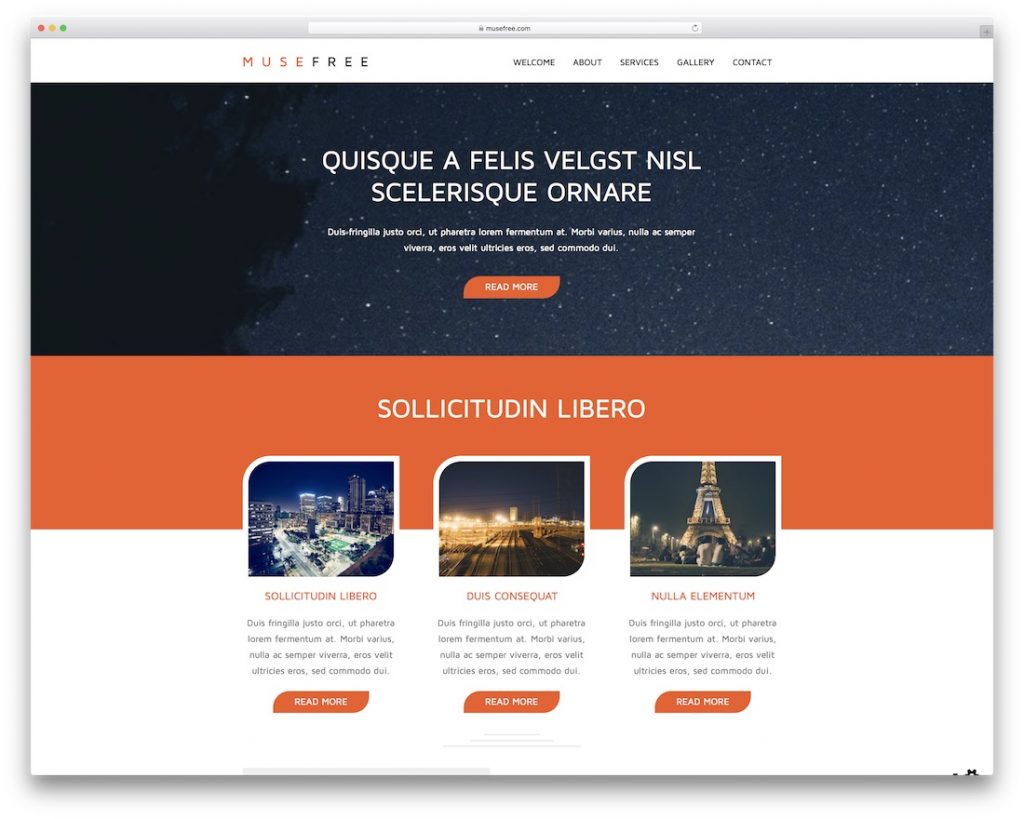 musefree.com
MUSEFREE
WELCOME ABOUT SERVICES GALLERY CONTACT
QUISQUE A FELIS VELGST NISL
SCELERISQUE ORNARE
Duis fringilla justo orci, ut pharetra lorem fermentum at. Morbi varius, nulla ac semper
viverra, eros velit ultricies eros, sed commodo dui.
READ MORE
SOLLICITUDIN LIBERO
SOLLICITUDIN LIBERO
Duis fringilla justo orci, ut pharetra
lorem fermentum at. Morbi varius,
nulla ac semper viverra, eros velit
ultricies eros, sed commodo dui.
READ MORE
DUIS CONSEQUAT
Duis fringilla justo orci, ut pharetra
lorem fermentum at. Morbi varius,
nulla ac semper viverra, eros velit
ultricies eros, sed commodo dui.
READ MORE
NULLA ELEMENTUM
Duis fringilla justo orci, ut pharetra
lorem fermentum at. Morbi varius,
nulla ac semper viverra, eros velit
ultricies eros, sed commodo dui.
READ MORE